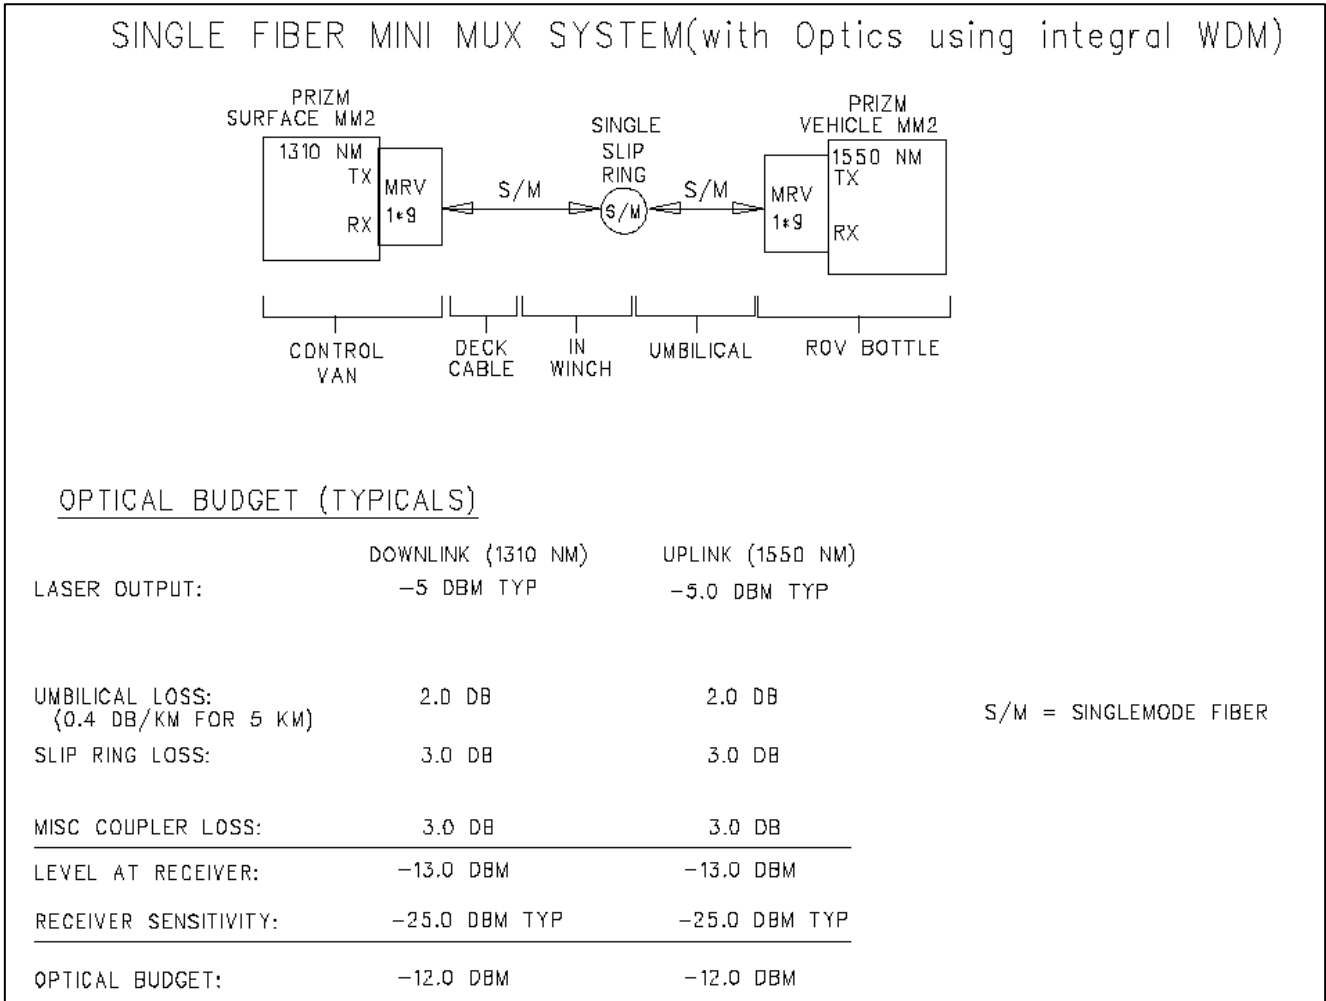 SINGLE FIBER MINI MUX SYSTEM(with Optics using integral WDM)
PRIZM
SURFACE MM2
1310 NM
TX
RX
MRV
1*9
S/M
SINGLE
SLIP
RING
(S/M)
S/M
PRIZM
VEHICLE MM2
MRV
1*9
1550 NM
TX
RX
CONTROL
VAN
DECK
CABLE
IN
WINCH
UMBILICAL
ROV BOTTLE
OPTICAL BUDGET (TYPICALS)
DOWNLINK (1310 NM) UPLINK (1550 NM)
LASER OUTPUT: -5 DBM TYP -5.0 DBM TYP
UMBILICAL LOSS: 2.0 DB 2.0 DB
(0.4 DB/KM FOR 5 KM)
S/M = SINGLEMODE FIBER
SLIP RING LOSS: 3.0 DB 3.0 DB
MISC COUPLER LOSS: 3.0 DB 3.0 DB
LEVEL AT RECEIVER: -13.0 DBM -13.0 DBM
RECEIVER SENSITIVITY: -25.0 DBM TYP -25.0 DBM TYP
OPTICAL BUDGET: -12.0 DBM -12.0 DBM